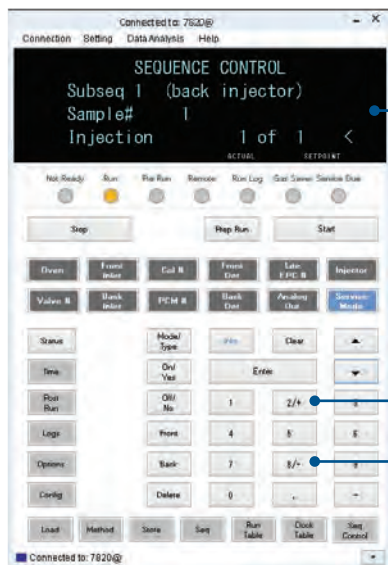 Connected to: 7820@
Connection Setting Data Analysis Help
SEQUENCE CONTROL
Subseq 1 (back injector)
Sample# 1
Injection 1 of 1 <
ACTUAL SETPOINT
Not Ready Run Pre Run Remote Run Log Gas Saver Service Due
Stop Prep Run Start
Oven Front Inlet Col # Front Det Late EPC # Injector
Valve # Back Inlet PCM # Back Det Analog Out Service Mode
Status Mode/Type Clear
Time On/Yes Enter
Post Run Off/No 1 2/+
Logs Front 4 5 6
Options Back 7 8/-
Config Delete 0 . -
Load Method Store Seq Run Table Clock Table Seq Control
Connected to: 7820@